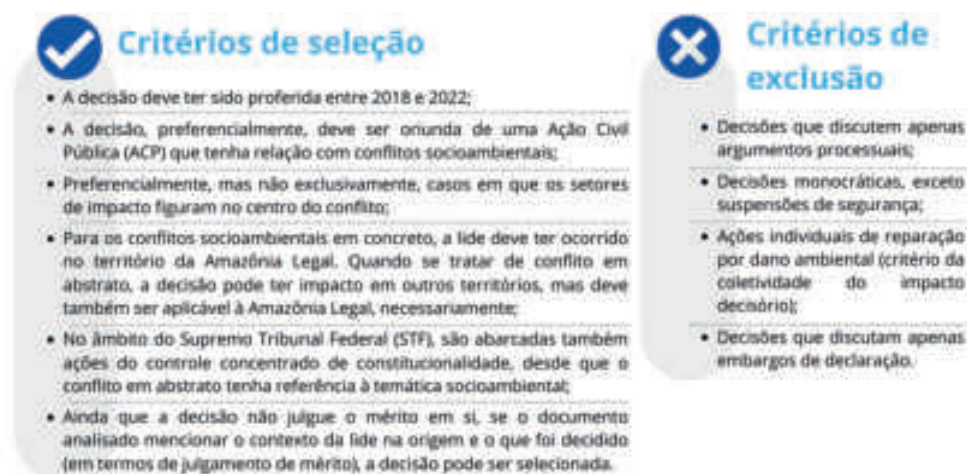 Critérios de seleção
• A decisão deve ter sido proferida entre 2018 e 2022;
• A decisão, preferencialmente, deve ser oriunda de uma Ação Civil
Pública (ACP) que tenha relação com conflitos socioambientais;
• Preferencialmente, mas não exclusivamente, casos em que os setores
de impacto figuram no centro do conflito;
• Para os conflitos socioambientais em concreto, a lide deve ter ocorrido
no território da Amazônia Legal. Quando se tratar de conflito em
abstrato, a decisão pode ter impacto em outros territórios, mas deve
também ser aplicável à Amazônia Legal, necessariamente;
• No âmbito do Supremo Tribunal Federal (STF), são abarcadas também
ações do controle concentrado de constitucionalidade, desde que o
conflito em abstrato tenha referência à temática socioambiental;
• Ainda que a decisão não julgue o mérito em si, se o documento
analisado mencionar o contexto da lide na origem e o que foi decidido
(em termos de julgamento de mérito), a decisão pode ser selecionada.
Critérios de
exclusão
• Decisões que discutem apenas
argumentos processuais;
• Decisões monocráticas, exceto
suspensões de segurança;
• Ações individuais de reparação
por dano ambiental (critério da
coletividade do impacto
decisório);
• Decisões que discutam apenas
embargos de declaração.